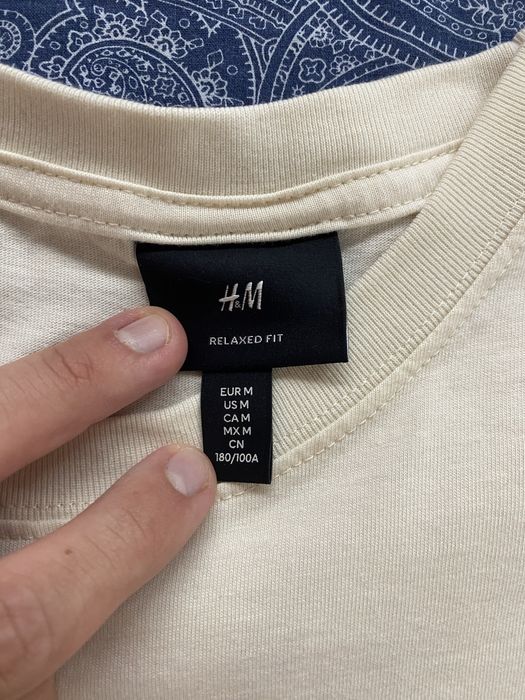 H&M
RELAXED FIT
EUR M
US M
CA M
MX M
CN
180/100A